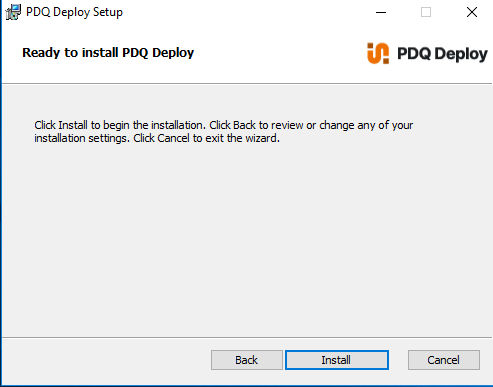 PDQ Deploy Setup
Ready to install PDQ Deploy
PDQ Deploy
Click Install to begin the installation. Click Back to review or change any of your
installation settings. Click Cancel to exit the wizard.
Back
Install
Cancel